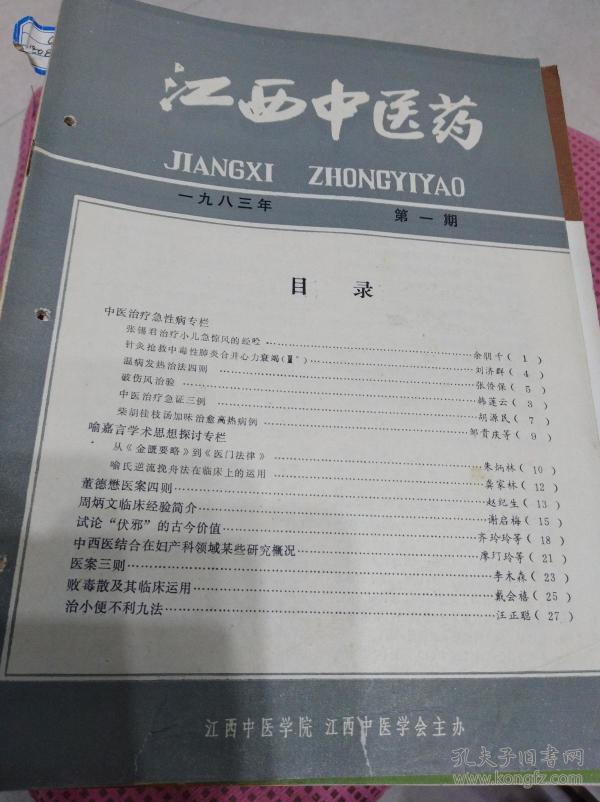 江西中医药
JIANGXI ZHONGYIYAO
一九八三年 第一期
目 录
中医治疗急性病专栏
张锡君治疗小儿急惊风的经验 余朋千( 1 )
针灸抢救中毒性肺炎合并心力衰竭(Ⅱ°) 刘济群( 4 )
温病发热治法四则 张伶保( 5 )
破伤风治验 韩莲云( 3 )
中医治疗急证三例 胡源民( 7 )
柴胡桂枝汤加味治愈高热病例 邹贵庆等( 9 )
喻嘉言学术思想探讨专栏
从《金匮要略》到《医门法律》 朱炳林( 10 )
喻氏逆流挽舟法在临床上的运用 龚家林( 12 )
董德懋医案四则 赵纪生( 13 )
周炳文临床经验简介 谢启梅( 15 )
试论“伏邪”的古今价值 齐玲玲等( 18 )
中西医结合在妇产科领域某些研究概况 廖玎玲等( 21 )
医案三则 李木森( 23 )
败毒散及其临床运用 戴会禧( 25 )
治小便不利九法 汪正聪( 27 )
江西中医学院 江西中医学会主办
孔夫子旧书网
www.kongfz.com